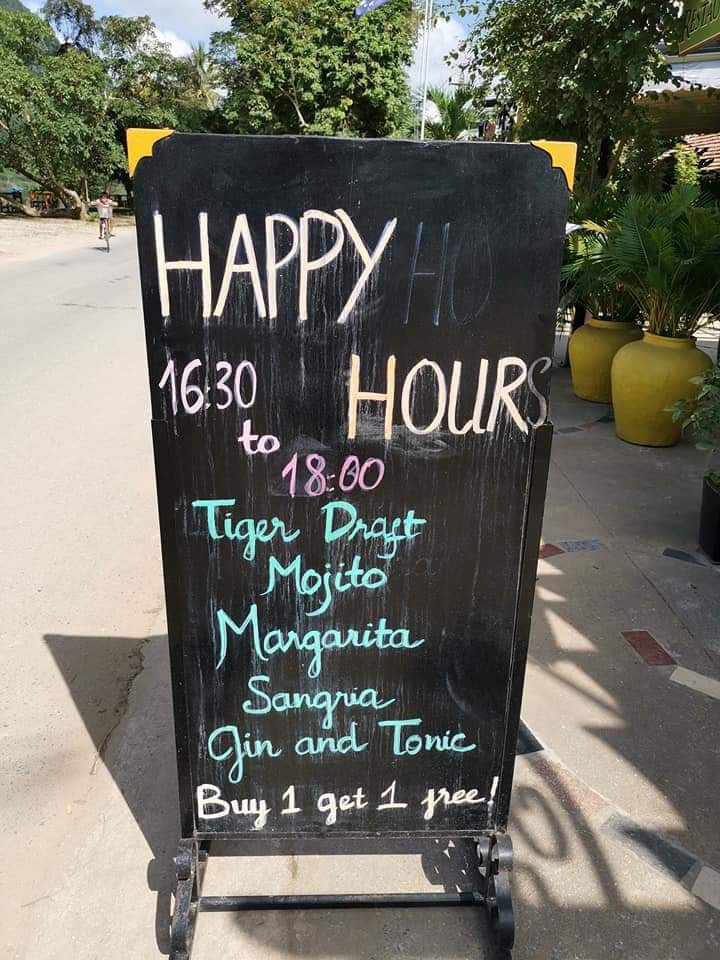 HAPPY HO
16:30 HOURS
to
18:00
Tiger Draft
Mojito
Margarita
Sangria
Gin and Tonic
Buy 1 get 1 free!